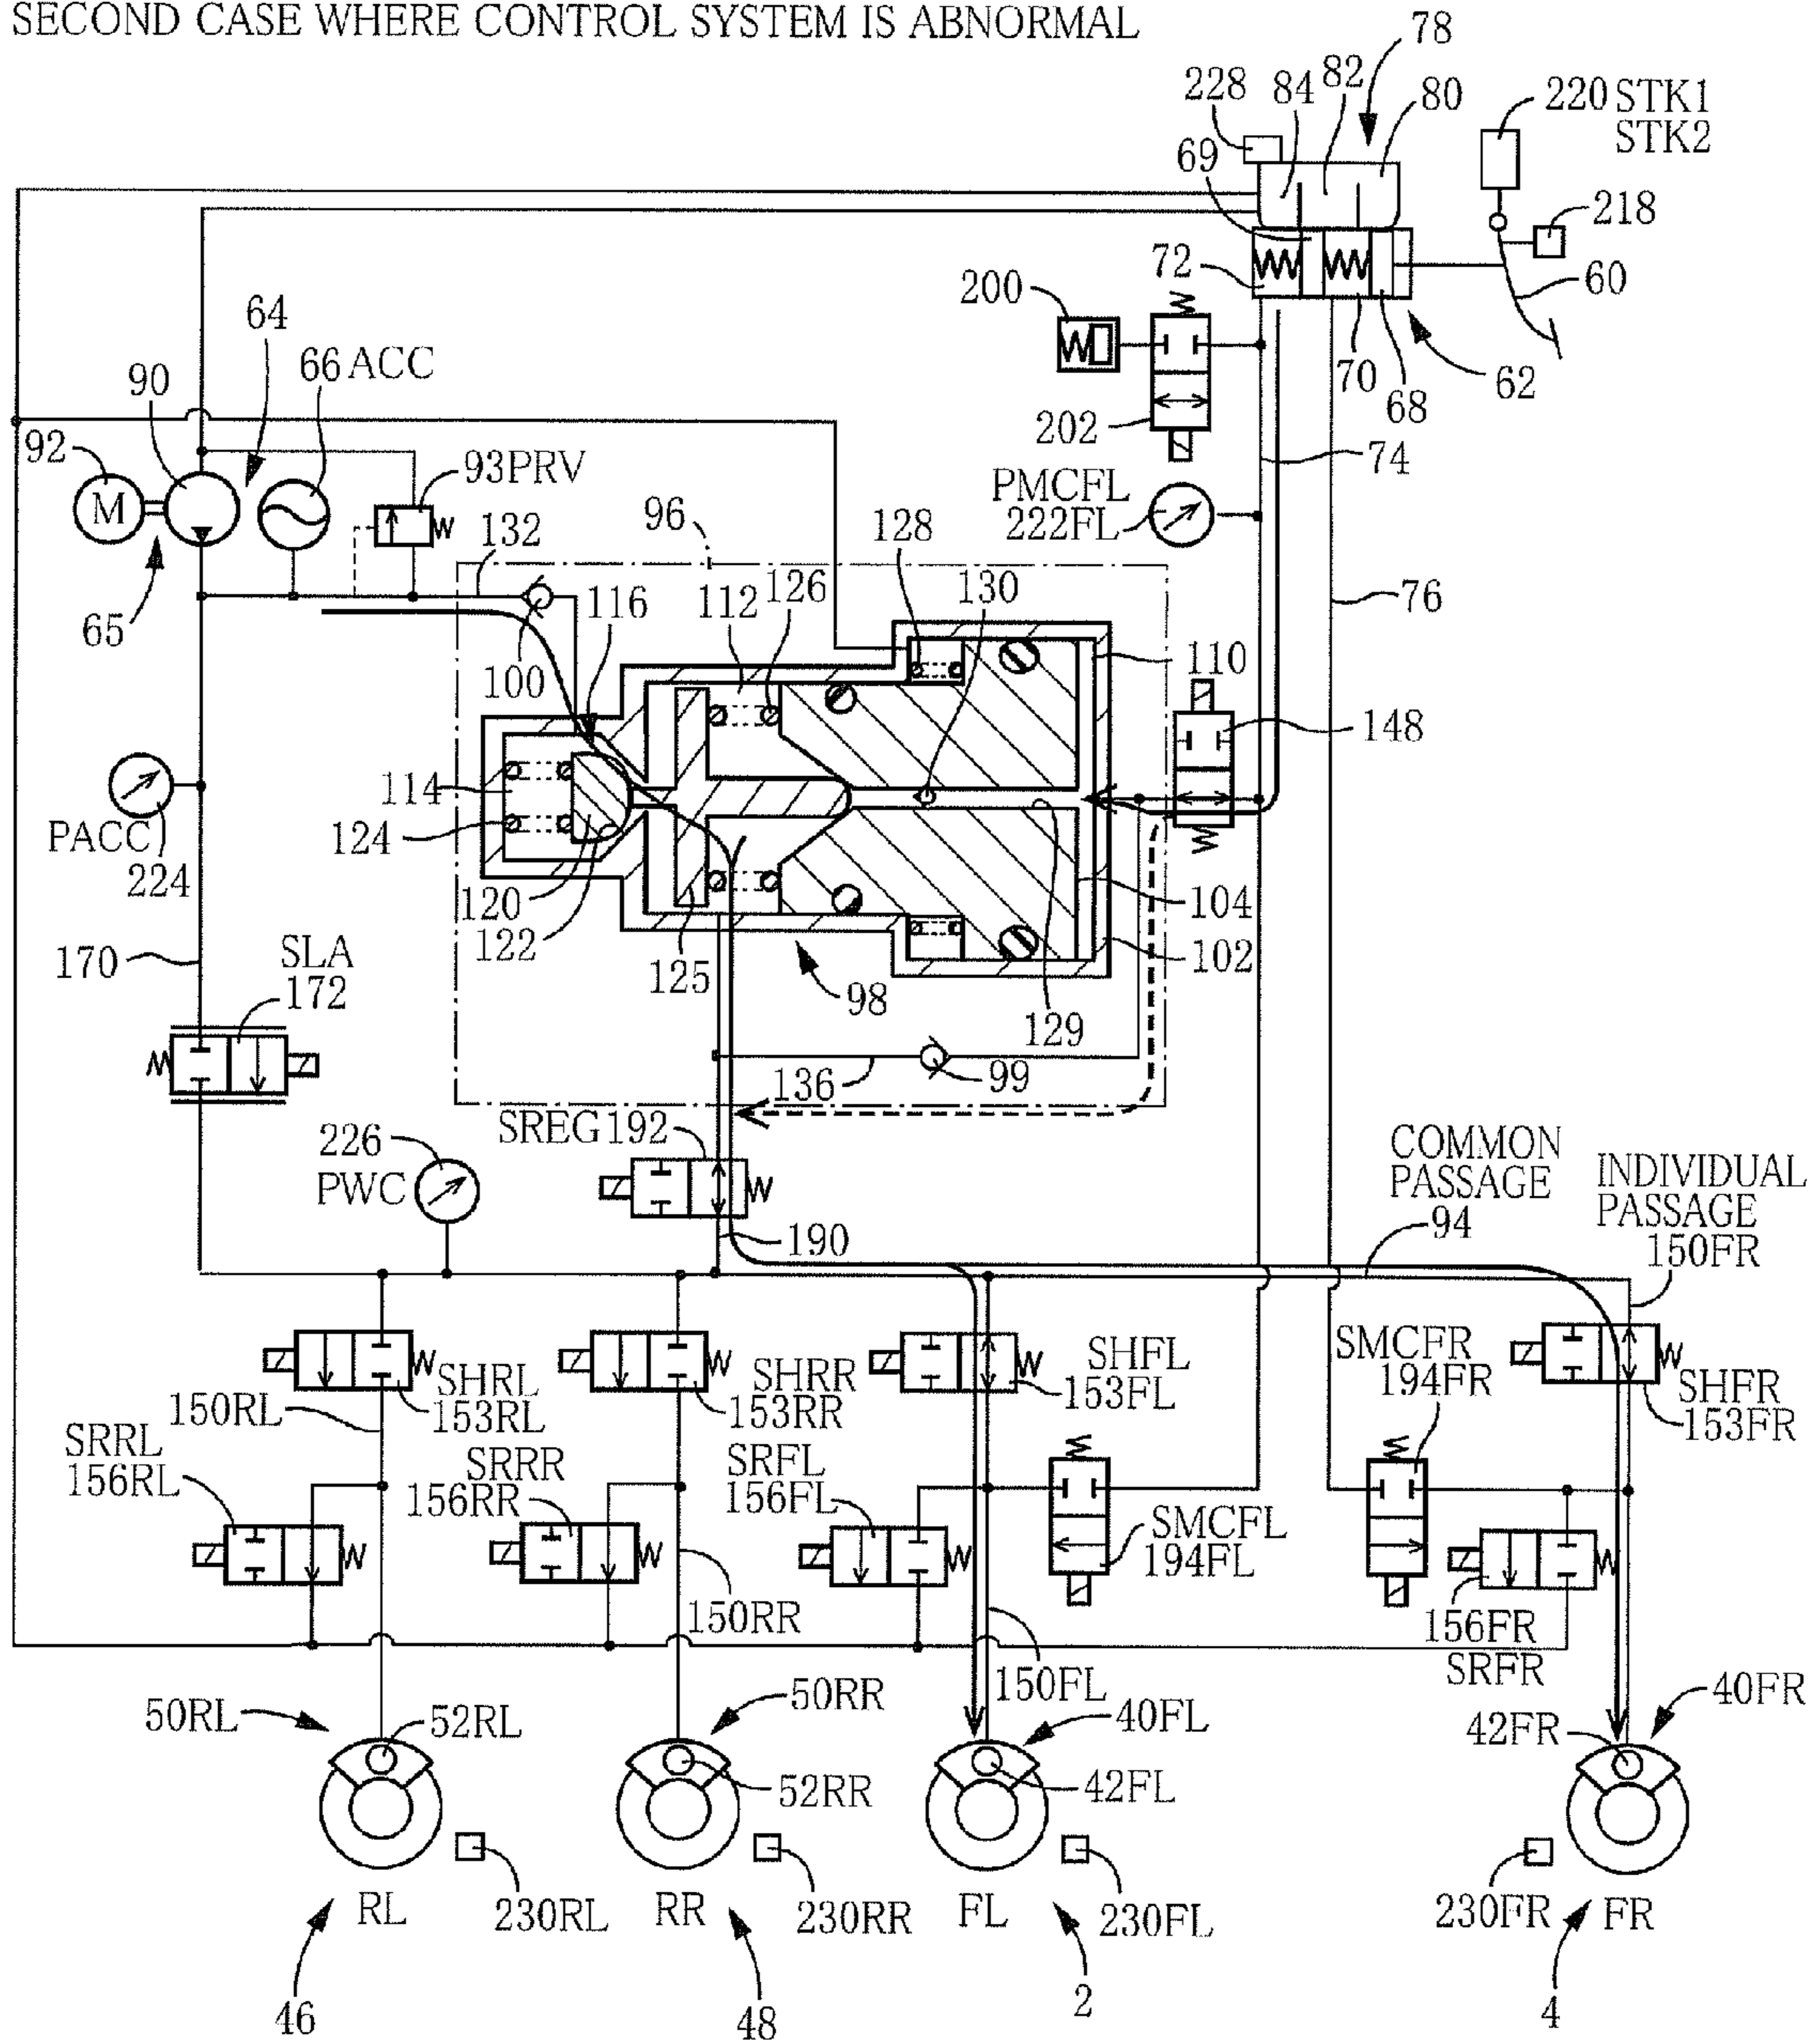 SECOND CASE WHERE CONTROL SYSTEM IS ABNORMAL
78
228
84
82
80
220 STK1
STK2
69
218
72
200
60
64
66 ACC
90
70
68
62
202
92
M
93PRV
74
PMCFL
222FL
96
132
128
116
112
126
130
76
65
100
110
148
114
PACC
224
124
120
122
104
102
170
SLA
172
125
98
129
136
99
SREG192
226
PWC
COMMON
PASSAGE
94
INDIVIDUAL
PASSAGE
150FR
190
SMCFR
194FR
SHFL
153FL
SHRL
153RL
SHRR
153RR
SHFR
153FR
150RL
SRRL
156RL
SRRR
156RR
SRFL
156FL
SMCFL
194FL
150RR
156FR
SRFR
150FL
50RL
52RL
50RR
40FL
40FR
42FR
52RR
42FL
RL
230RL
RR
230RR
FL
230FL
230FR
FR
46
48
2
4